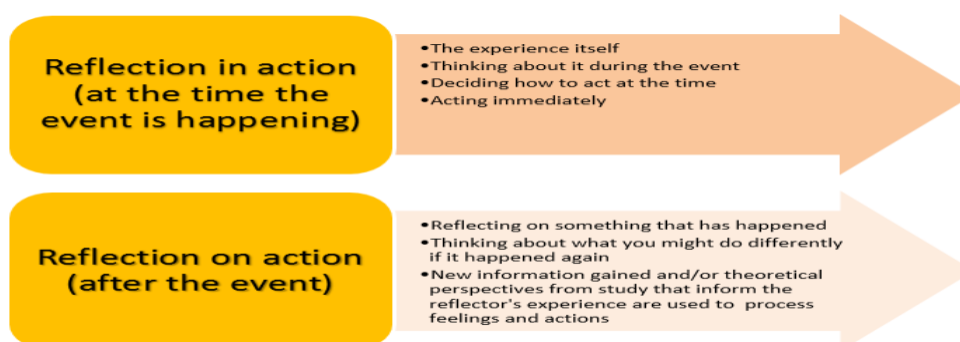 Reflection in action
(at the time the
event is happening)
•The experience itself
•Thinking about it during the event
•Deciding how to act at the time
•Acting immediately
Reflection on action
(after the event)
•Reflecting on something that has happened
•Thinking about what you might do differently
if it happened again
•New information gained and/or theoretical
perspectives from study that inform the
reflector's experience are used to process
feelings and actions